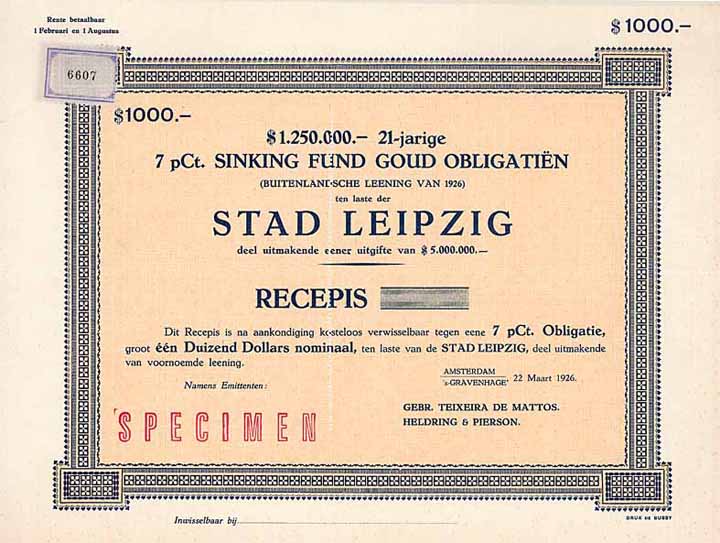 Rente betaalbaar
1 Februari en 1 Augustus
$ 1000.–
6607
$1000.–
$ 1.250.000.– 21-jarige
7 pCt. SINKING FUND GOUD OBLIGATIËN
(BUITENLANDSCHE LEENING VAN 1926)
ten laste der
STAD LEIPZIG
deel uitmakende eener uitgifte van $ 5.000.000.—
RECEPIS
Dit Recepis is na aankondiging kosteloos verwisselbaar tegen eene 7 pCt. Obligatie,
groot één Duizend Dollars nominaal, ten laste van de STAD LEIPZIG, deel uitmakende
van voornoemde leening.
AMSTERDAM
's-GRAVENHAGE, 22 Maart 1926.
Namens Emittenten:
GEBR. TEIXEIRA DE MATTOS.
HELDRING & PIERSON.
SPECIMEN
Inwisselbaar bij
DRUK DE BUSSY